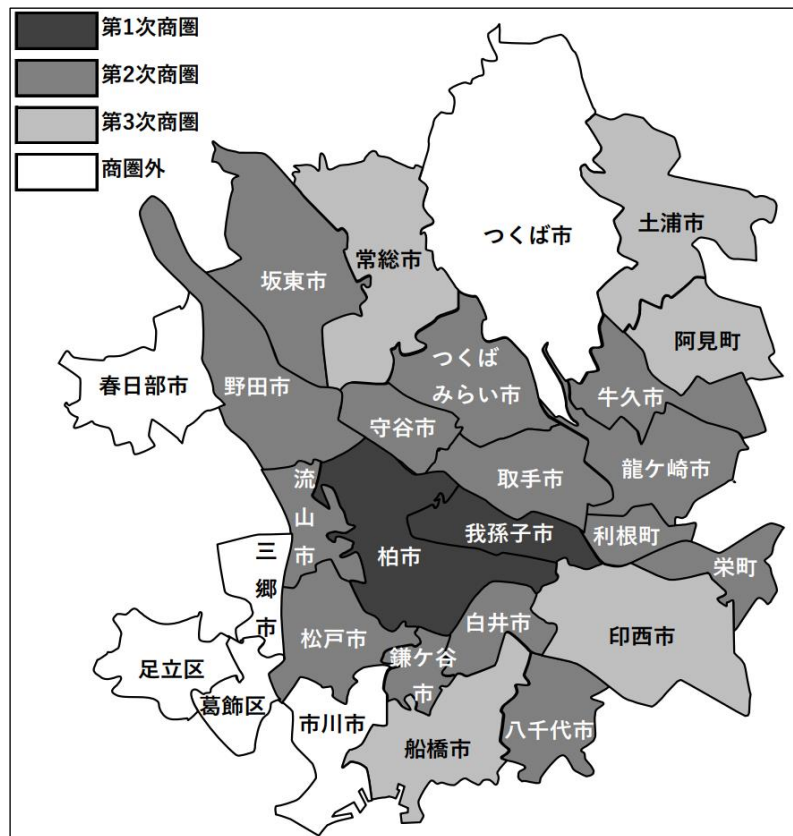 第1次商圏
第2次商圏
第3次商圏
商圏外
つくば市
土浦市
常総市
坂東市
阿見町
つくば
みらい市
春日部市
野田市
牛久市
守谷市
龍ケ崎市
取手市
流
山
市
我孫子市
利根町
柏市
栄町
三
郷
市
白井市
印西市
松戸市
鎌ケ谷
市
足立区
葛飾区
市川市
船橋市
八千代市